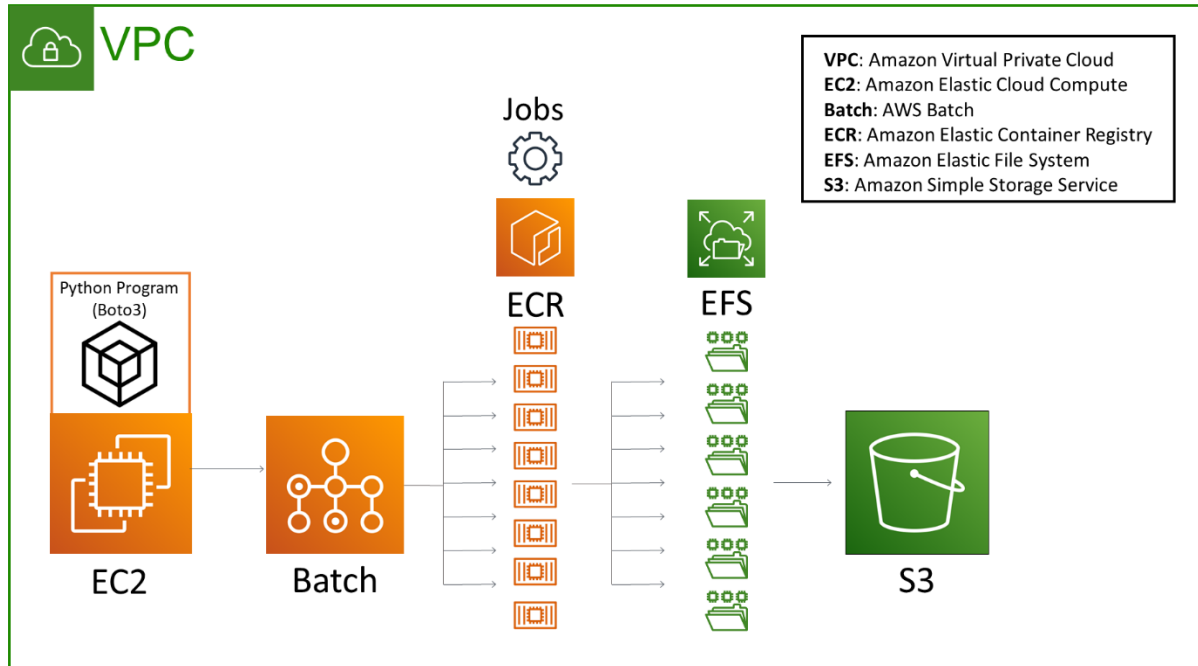 VPC
VPC: Amazon Virtual Private Cloud
EC2: Amazon Elastic Cloud Compute
Batch: AWS Batch
ECR: Amazon Elastic Container Registry
EFS: Amazon Elastic File System
S3: Amazon Simple Storage Service
Jobs
Python Program
(Boto3)
ECR
EFS
EC2
Batch
S3